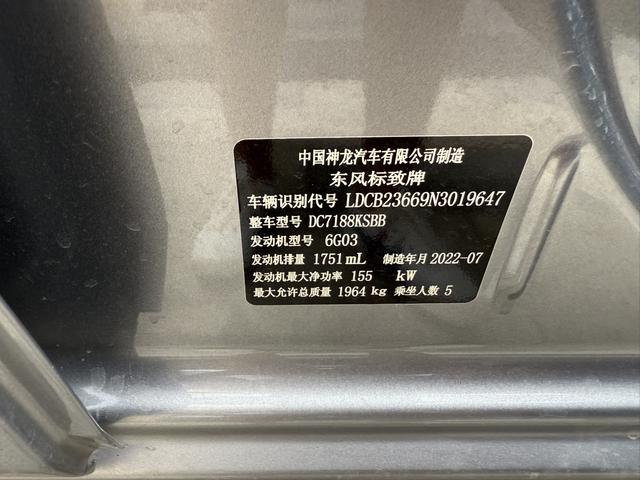 中国神龙汽车有限公司制造
东风标致牌
车辆识别代号 LDCB23669N3019647
整车型号 DC7188KSBB
发动机型号 6G03
发动机排量 1751mL 制造年月 2022-07
发动机最大净功率 155 kW
最大允许总质量 1964 kg 乘坐人数 5